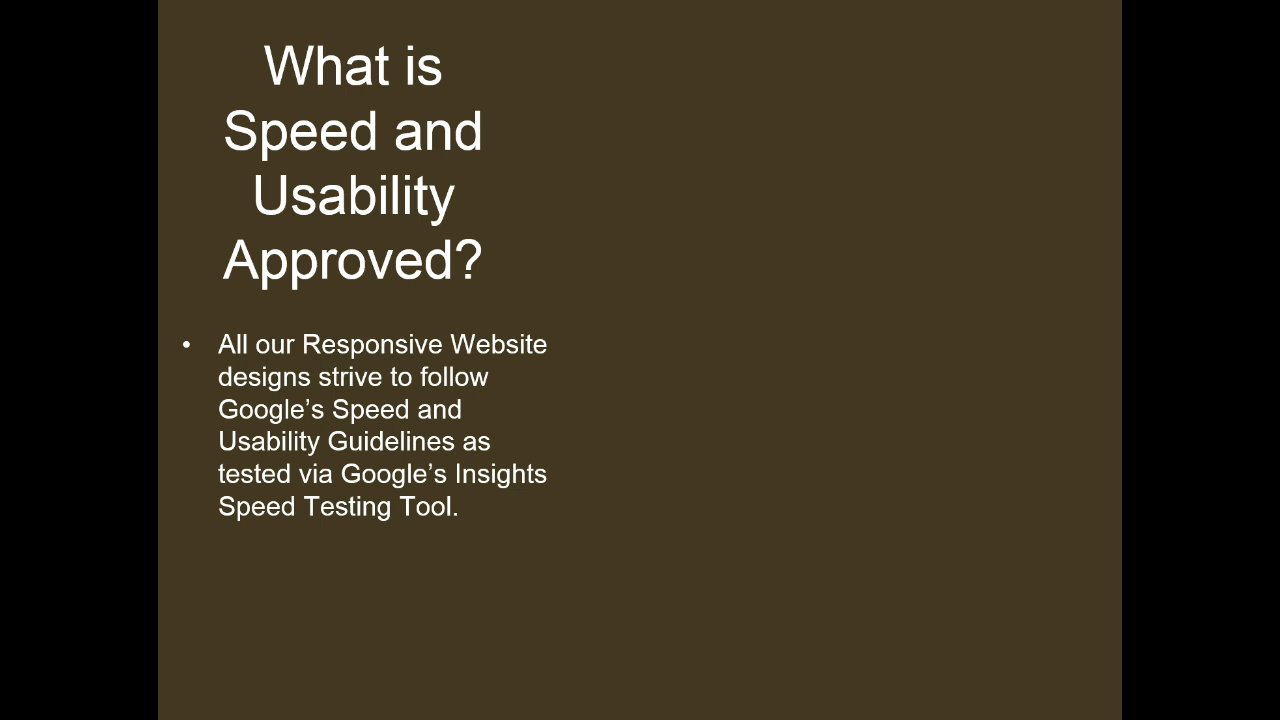 What is
Speed and
Usability
Approved?
• All our Responsive Website
designs strive to follow
Google’s Speed and
Usability Guidelines as
tested via Google’s Insights
Speed Testing Tool.